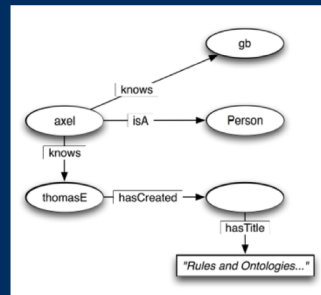 gb
knows
axel
isA
Person
knows
thomasE
hasCreated
hasTitle
"Rules and Ontologies..."